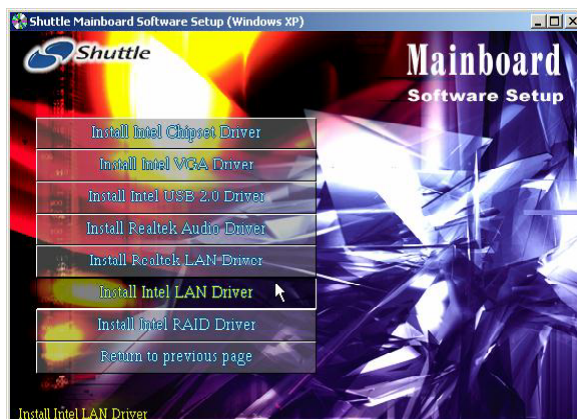 Shuttle Mainboard Software Setup (Windows XP)
Shuttle
Mainboard
Software Setup
Install Intel Chipset Driver
Install Intel VGA Driver
Install Intel USB 2.0 Driver
Install Realtek Audio Driver
Install Realtek LAN Driver
Install Intel LAN Driver
Install Intel RAID Driver
Return to previous page
Install Intel LAN Driver